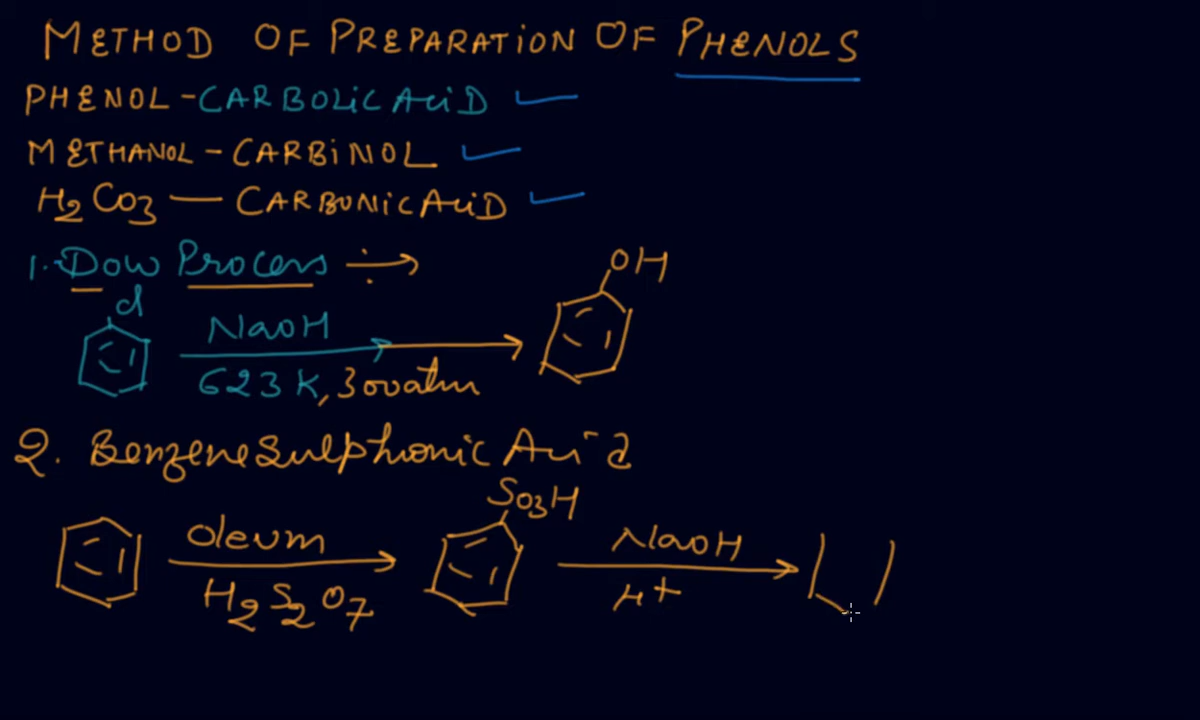 METHOD OF PREPARATION OF PHENOLS
PHENOL - CARBOLIC ACID
METHANOL - CARBINOL
H2CO3 — CARBONIC ACID
1. Dow Process
OH
Cl
NaOH
623 K, 300 atm
2. Benzene Sulphonic Acid
SO3H
Oleum
H2S2O7
NaOH
H+